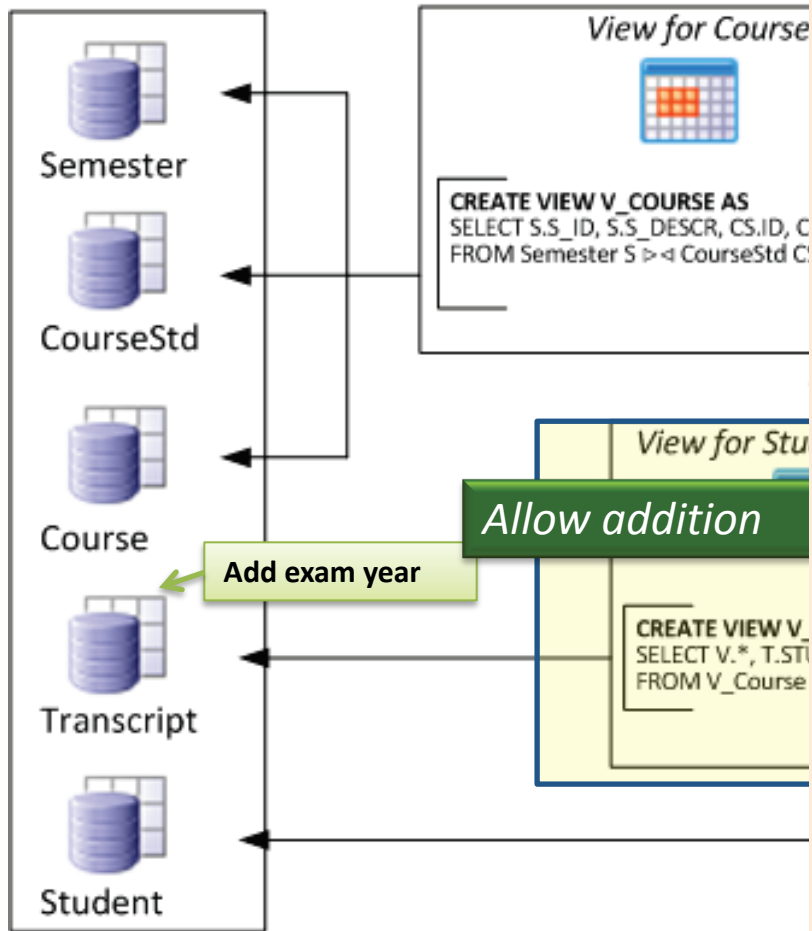 Semester
CourseStd
Course
Transcript
Student
View for Course
CREATE VIEW V_COURSE AS
SELECT S.S_ID, S.S_DESCR, CS.ID, C
FROM Semester S ⊳⊲ CourseStd CS
View for Stu
Allow addition
Add exam year
CREATE VIEW V_
SELECT V.*, T.STU
FROM V_Course